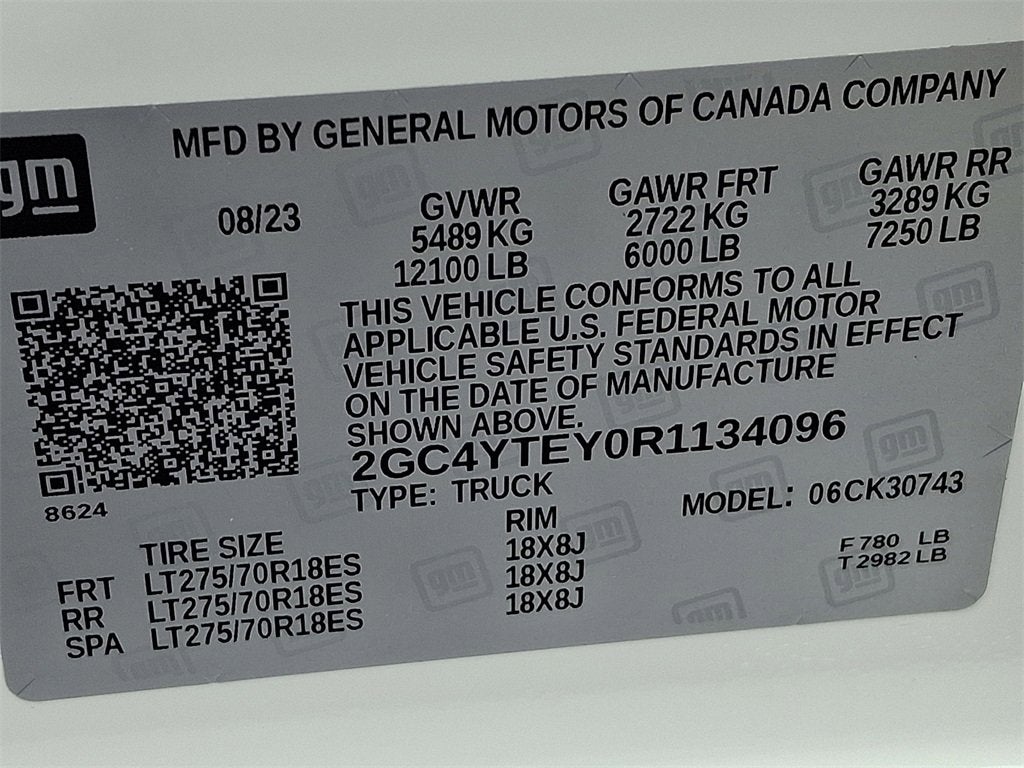 MFD BY GENERAL MOTORS OF CANADA COMPANY
gm
08/23
GVWR
5489 KG
12100 LB
GAWR FRT
2722 KG
6000 LB
GAWR RR
3289 KG
7250 LB
THIS VEHICLE CONFORMS TO ALL
APPLICABLE U.S. FEDERAL MOTOR
VEHICLE SAFETY STANDARDS IN EFFECT
ON THE DATE OF MANUFACTURE
SHOWN ABOVE.
2GC4YTEY0R1134096
TYPE: TRUCK
MODEL: 06CK30743
8624
TIRE SIZE RIM
FRT LT275/70R18ES 18X8J
RR LT275/70R18ES 18X8J
SPA LT275/70R18ES 18X8J
F 780 LB
T 2982 LB